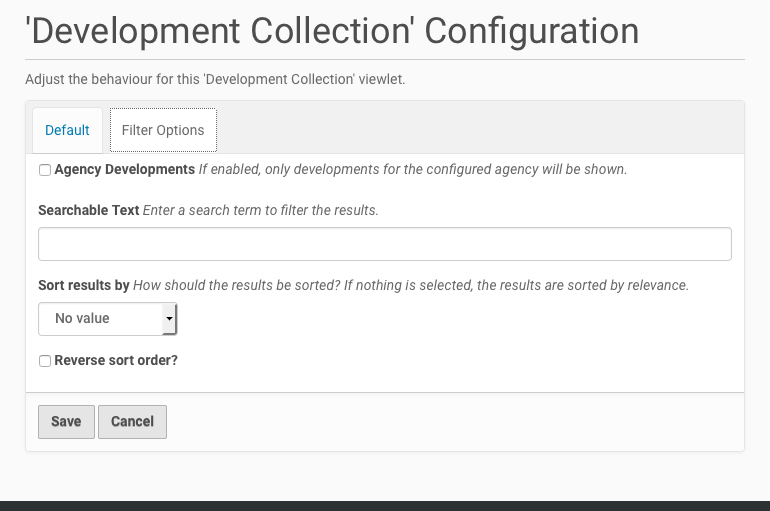 'Development Collection' Configuration
Adjust the behaviour for this 'Development Collection' viewlet.
Default
Filter Options
Agency Developments If enabled, only developments for the configured agency will be shown.
Searchable Text Enter a search term to filter the results.
Sort results by How should the results be sorted? If nothing is selected, the results are sorted by relevance.
No value
Reverse sort order?
Save
Cancel